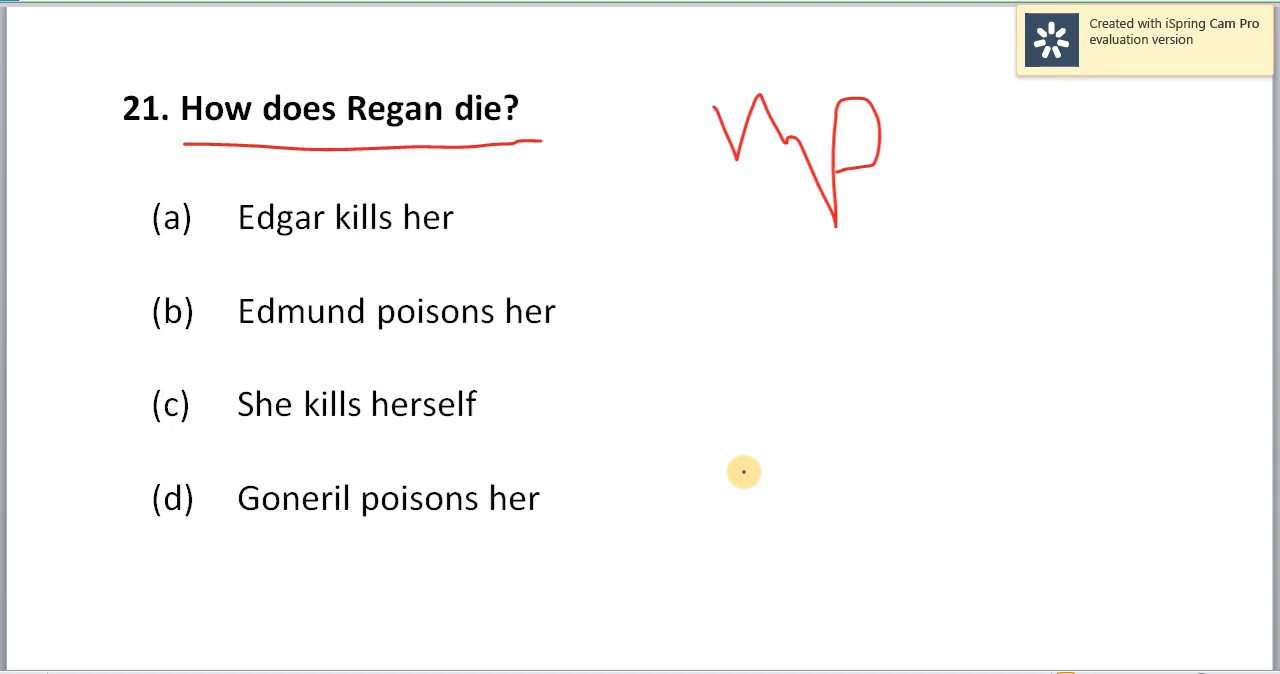 Created with iSpring Cam Pro
evaluation version
21. How does Regan die?
(a) Edgar kills her
(b) Edmund poisons her
(c) She kills herself
(d) Goneril poisons her